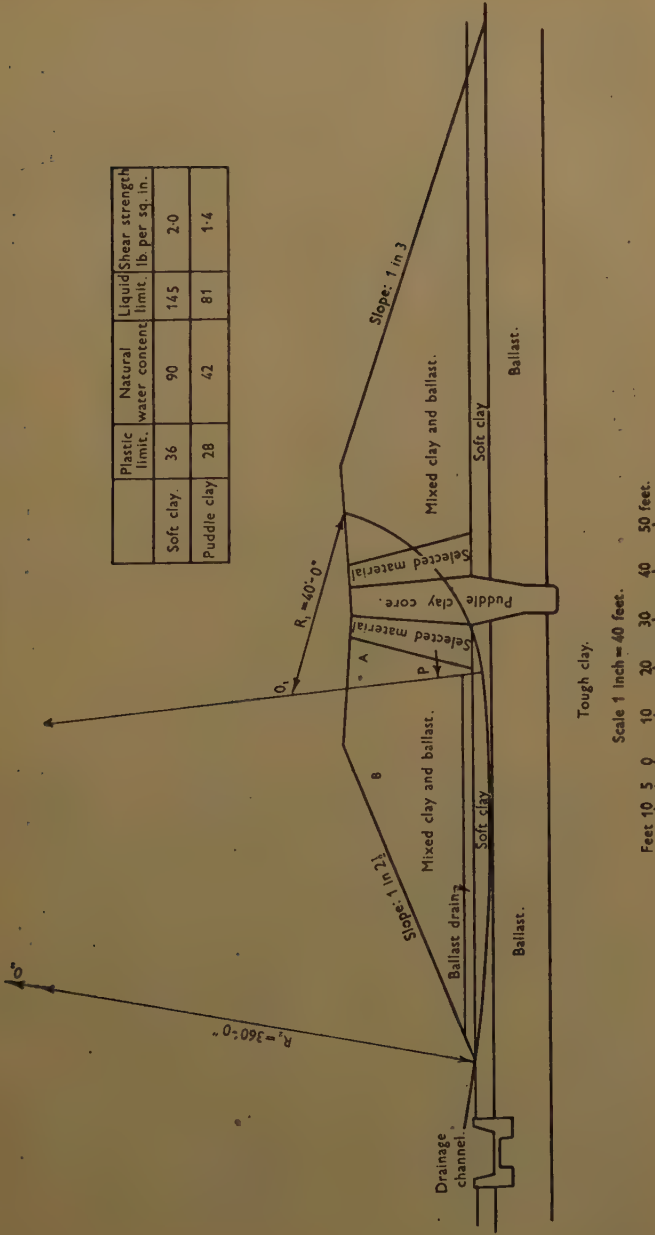 Plastic limit.
Natural water content
Liquid limit.
Shear strength lb. per sq. in.
Soft clay. 36 90 145 2·0
Puddle clay 28 42 81 1·4
O₂
R₂ = 360'-0"
O₁
R₁ = 40'-0"
Slope: 1 in 2½
B
A
P
Slope: 1 in 3
Selected material
Puddle clay core.
Selected material
Mixed clay and ballast.
Mixed clay and ballast.
Ballast drain
Drainage channel.
Soft clay
Soft clay
Ballast.
Ballast.
Tough clay.
Scale 1 Inch = 40 feet.
Feet 10 5 0 10 20 30 40 50 feet.